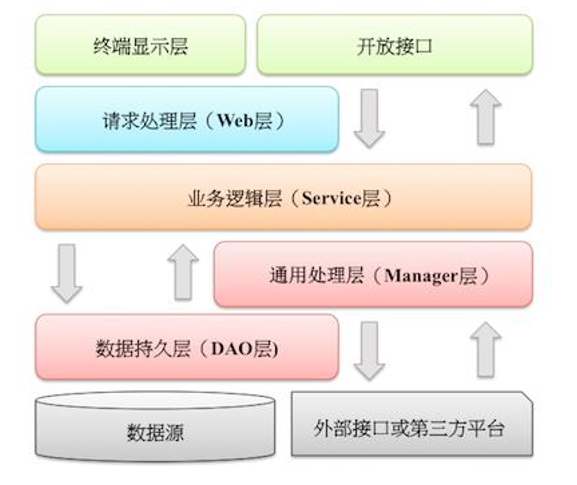 终端显示层
开放接口
请求处理层（Web层）
业务逻辑层（Service层）
通用处理层（Manager层）
数据持久层（DAO层)
数据源
外部接口或第三方平台